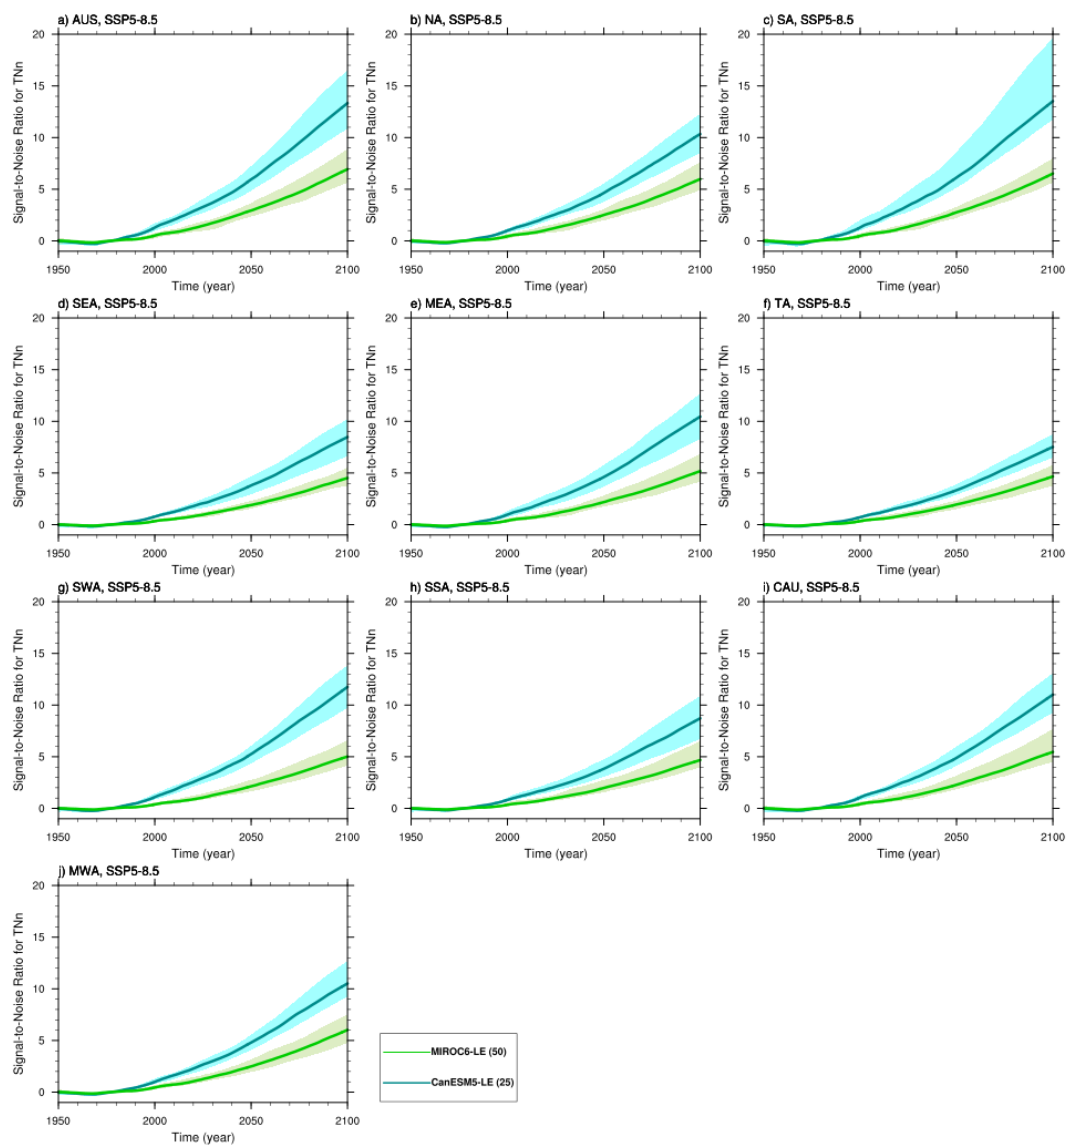 a) AUS, SSP5-8.5
b) NA, SSP5-8.5
c) SA, SSP5-8.5
Signal-to-Noise Ratio for TNn
20
15
10
5
0
1950 2000 2050 2100
Time (year)
Signal-to-Noise Ratio for TNn
20
15
10
5
0
1950 2000 2050 2100
Time (year)
Signal-to-Noise Ratio for TNn
20
15
10
5
0
1950 2000 2050 2100
Time (year)
d) SEA, SSP5-8.5
e) MEA, SSP5-8.5
f) TA, SSP5-8.5
Signal-to-Noise Ratio for TNn
20
15
10
5
0
1950 2000 2050 2100
Time (year)
Signal-to-Noise Ratio for TNn
20
15
10
5
0
1950 2000 2050 2100
Time (year)
Signal-to-Noise Ratio for TNn
20
15
10
5
0
1950 2000 2050 2100
Time (year)
g) SWA, SSP5-8.5
h) SSA, SSP5-8.5
i) CAU, SSP5-8.5
Signal-to-Noise Ratio for TNn
20
15
10
5
0
1950 2000 2050 2100
Time (year)
Signal-to-Noise Ratio for TNn
20
15
10
5
0
1950 2000 2050 2100
Time (year)
Signal-to-Noise Ratio for TNn
20
15
10
5
0
1950 2000 2050 2100
Time (year)
j) MWA, SSP5-8.5
Signal-to-Noise Ratio for TNn
20
15
10
5
0
1950 2000 2050 2100
Time (year)
MIROC6-LE (50)
CanESM5-LE (25)